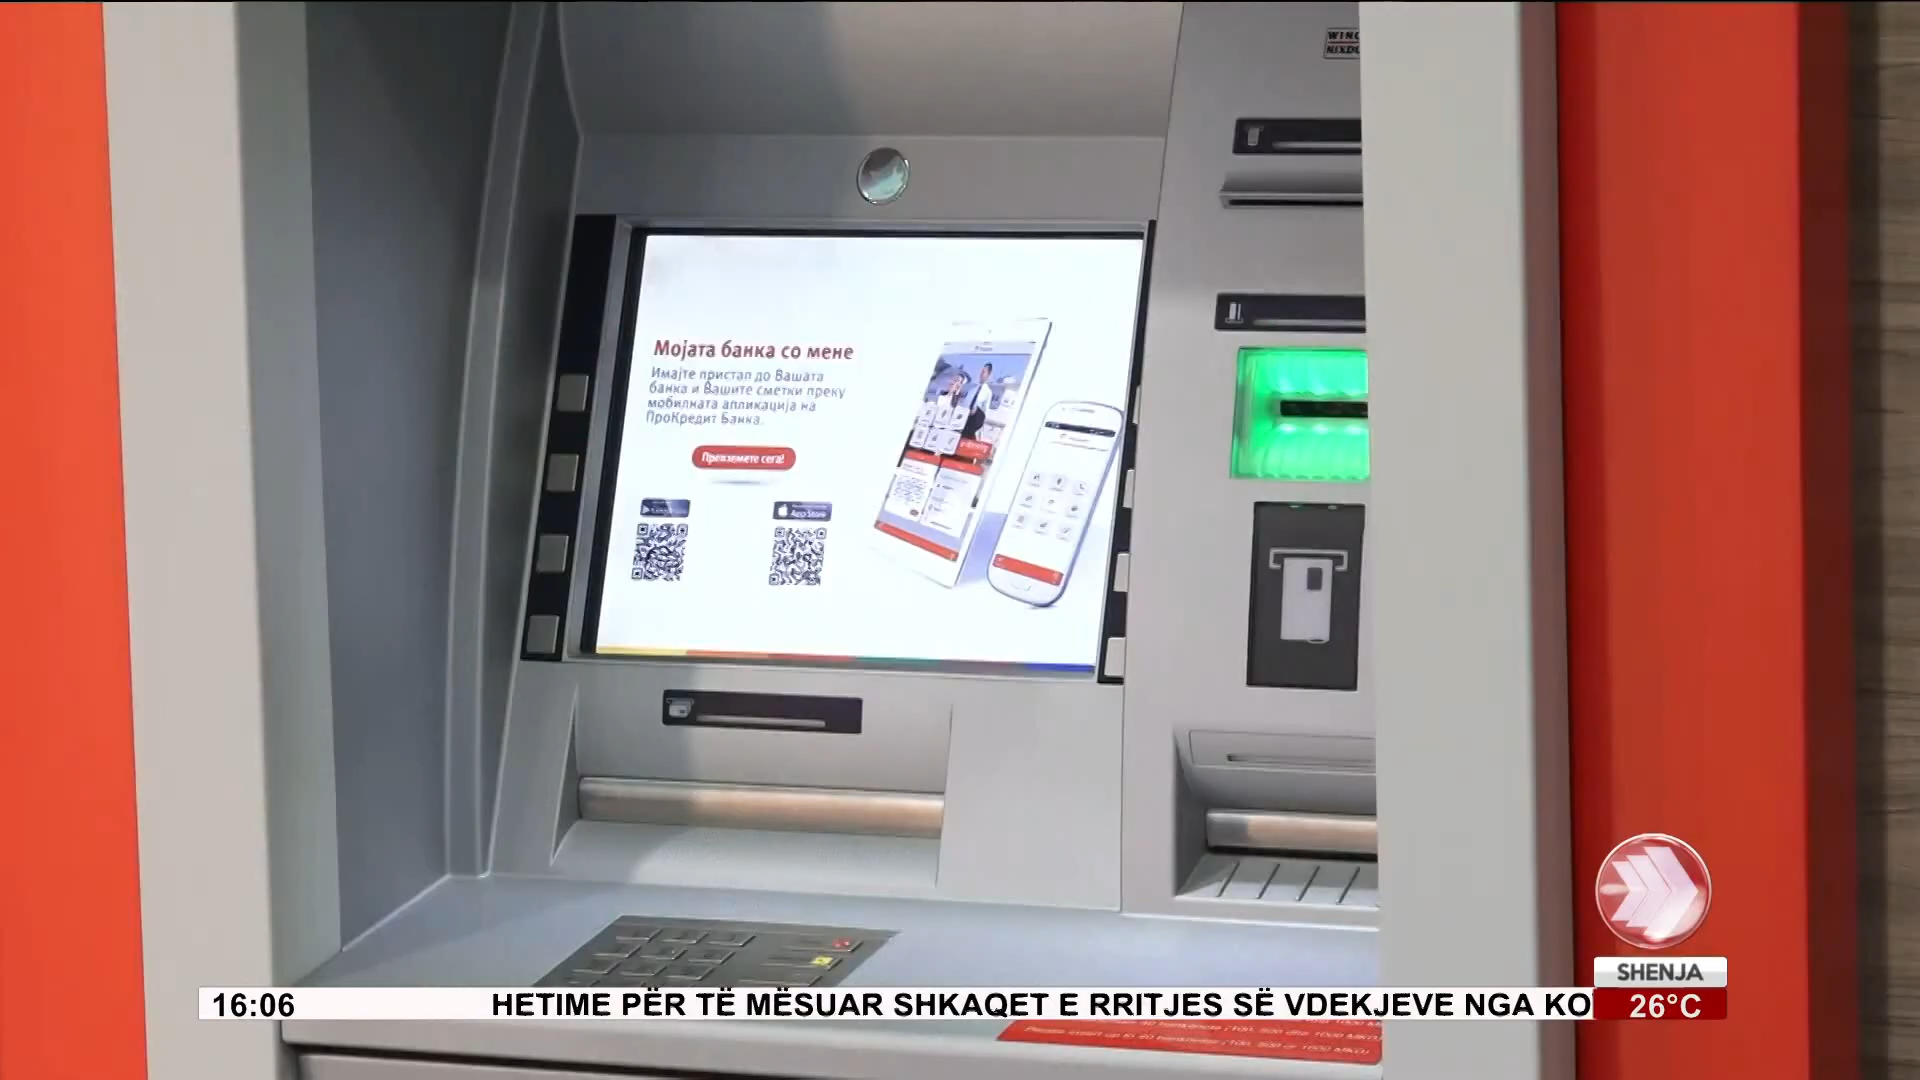 Мојата банка со мене
Имајте пристап до Вашата
банка и Вашите сметки преку
мобилната апликација на
ПроКредит Банка.
Превземете сега!
App Store
SHENJA
16:06
HETIME PËR TË MËSUAR SHKAQET E RRITJES SË VDEKJEVE NGA KO
26°C